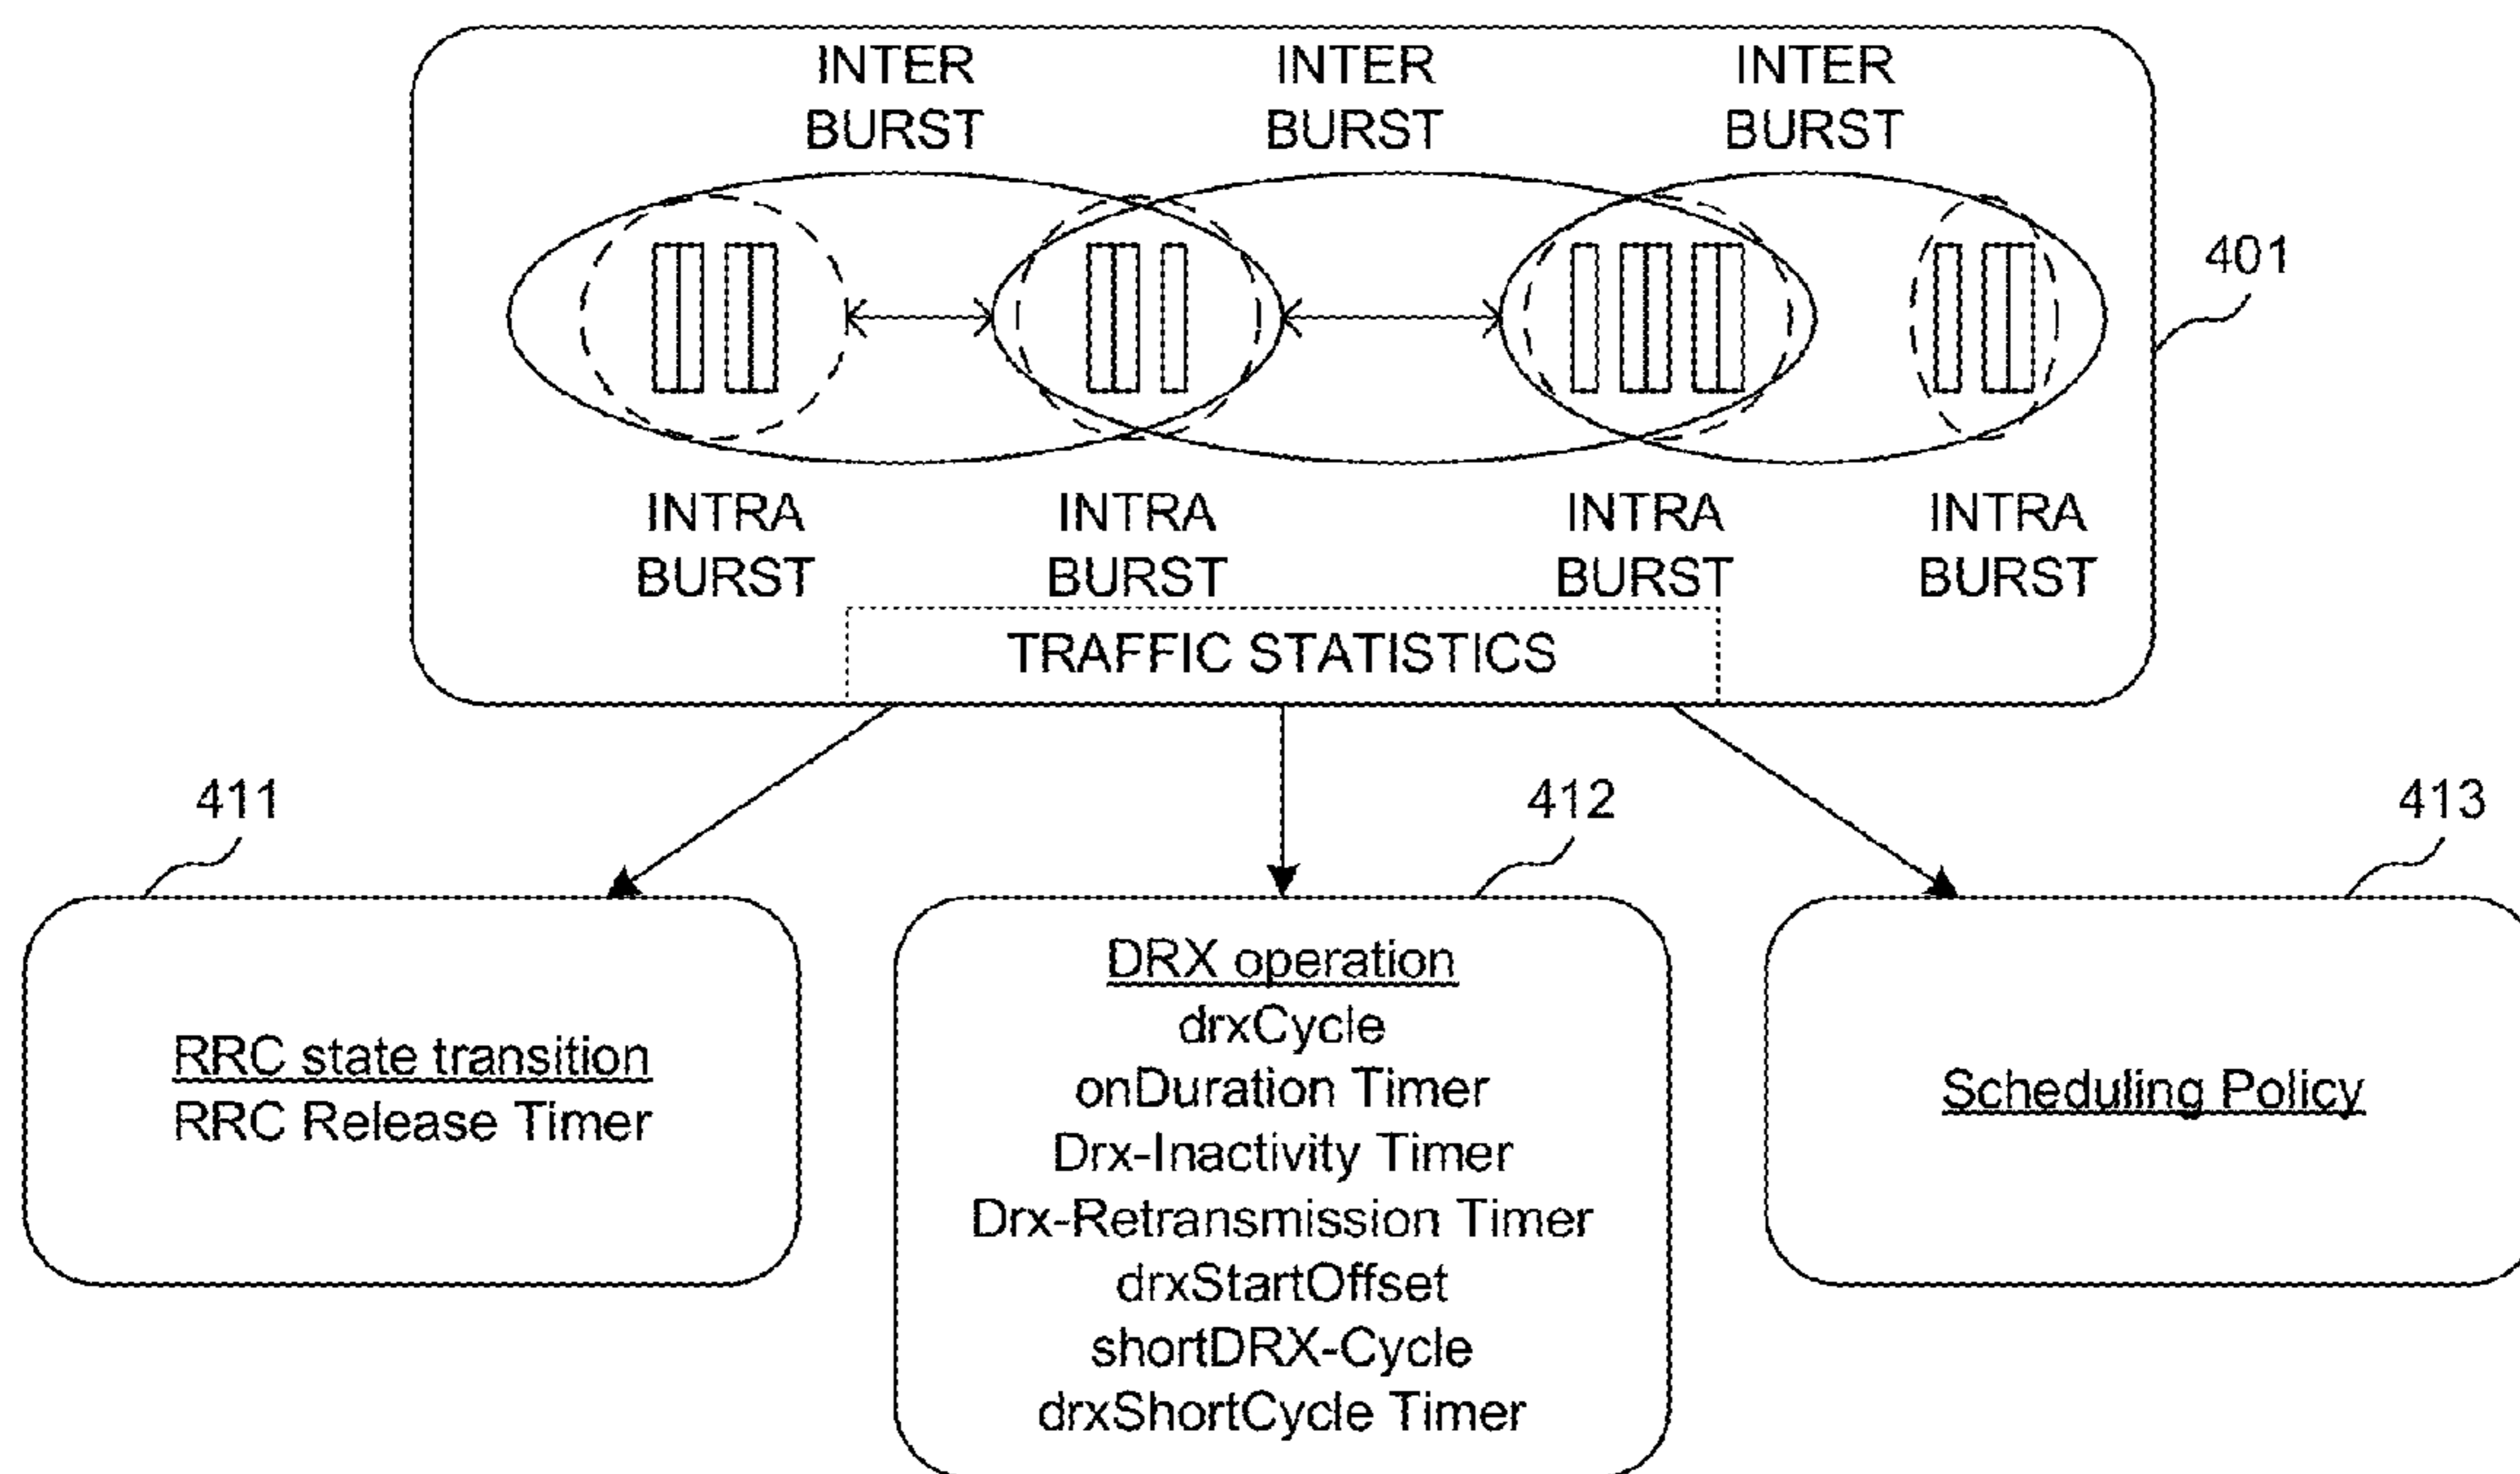 INTER BURST
INTER BURST
INTER BURST
401
INTRA BURST
INTRA BURST
INTRA BURST
INTRA BURST
TRAFFIC STATISTICS
411
412
413
RRC state transition
RRC Release Timer
DRX operation
drxCycle
onDuration Timer
Drx-Inactivity Timer
Drx-Retransmission Timer
drxStartOffset
shortDRX-Cycle
drxShortCycle Timer
Scheduling Policy